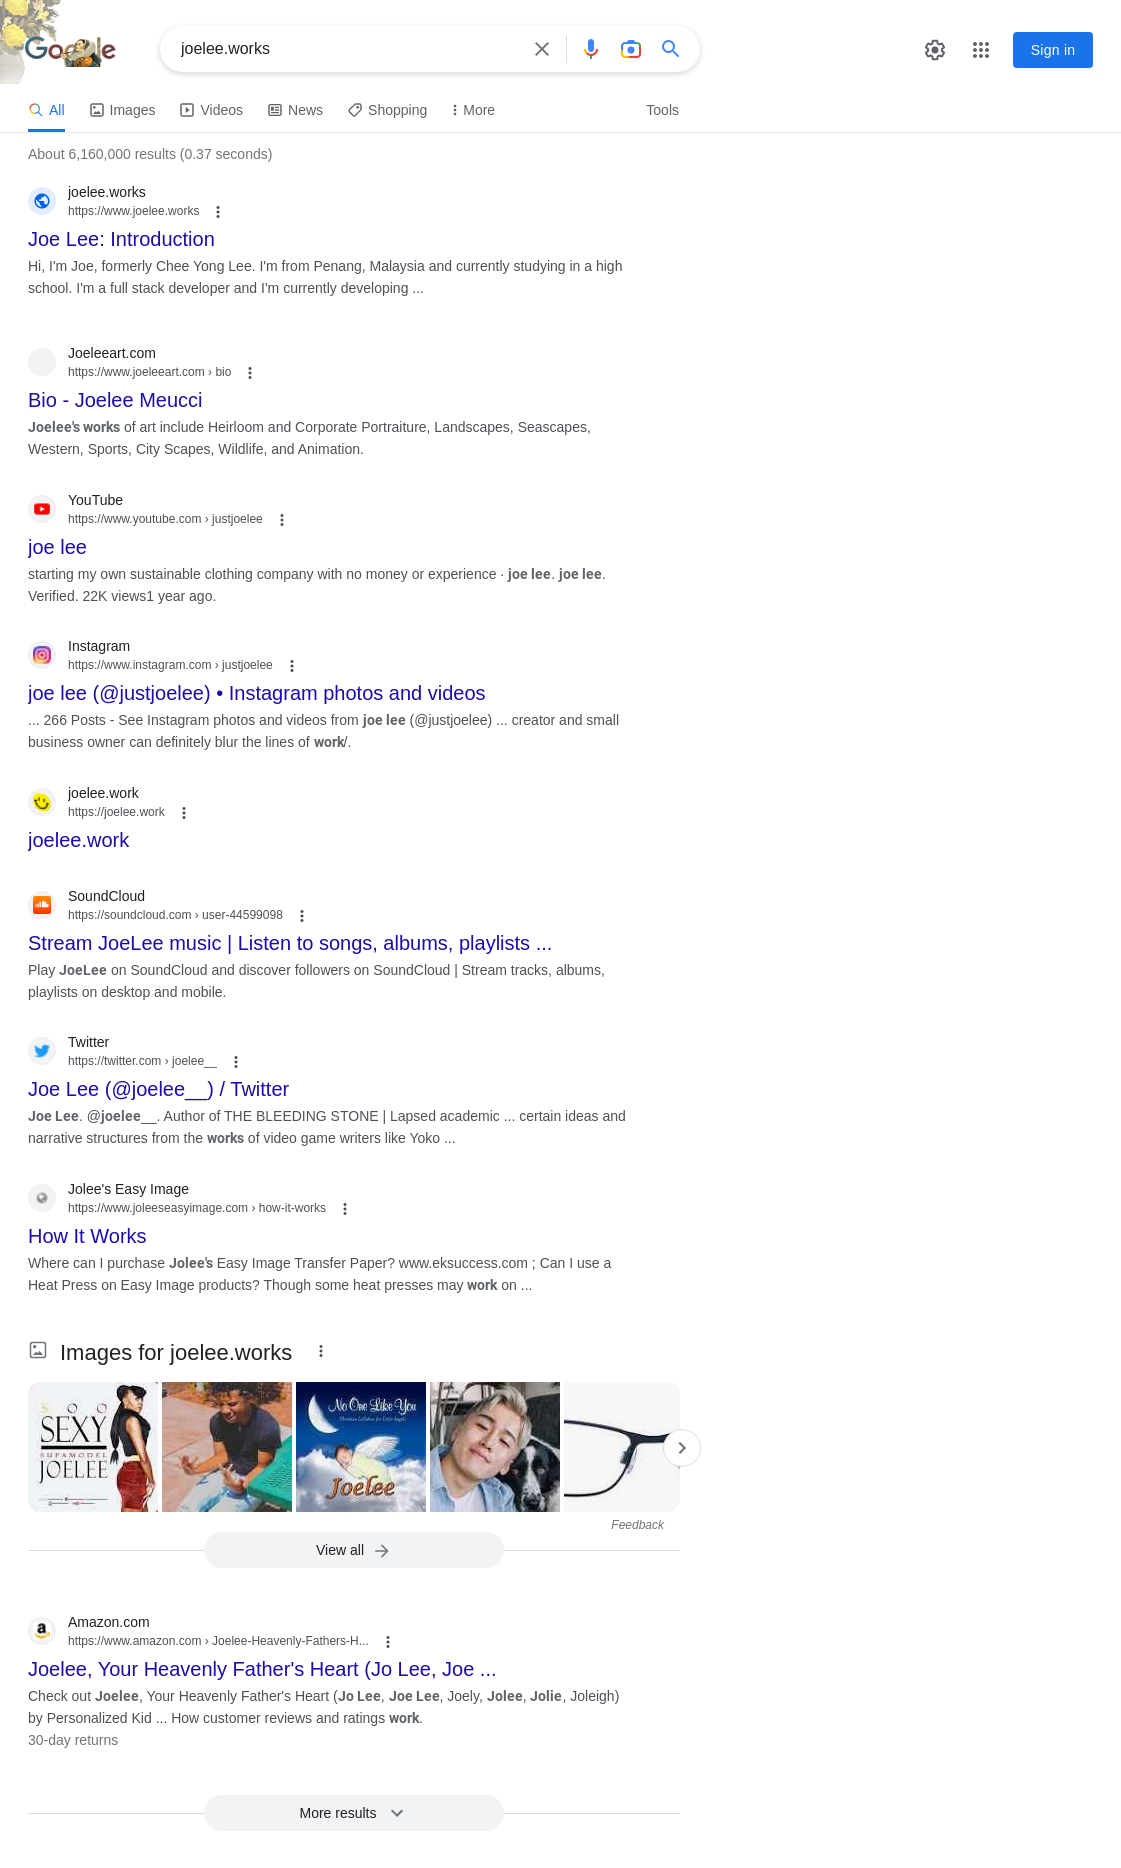 Google
joelee.works
Sign in
All
Images
Videos
News
Shopping
More
Tools
About 6,160,000 results (0.37 seconds)
joelee.works
https://www.joelee.works
Joe Lee: Introduction
Hi, I'm Joe, formerly Chee Yong Lee. I'm from Penang, Malaysia and currently studying in a high
school. I'm a full stack developer and I'm currently developing ...
Joeleeart.com
https://www.joeleeart.com › bio
Bio - Joelee Meucci
Joelee's works of art include Heirloom and Corporate Portraiture, Landscapes, Seascapes,
Western, Sports, City Scapes, Wildlife, and Animation.
YouTube
https://www.youtube.com › justjoelee
joe lee
starting my own sustainable clothing company with no money or experience · joe lee. joe lee.
Verified. 22K views1 year ago.
Instagram
https://www.instagram.com › justjoelee
joe lee (@justjoelee) • Instagram photos and videos
... 266 Posts - See Instagram photos and videos from joe lee (@justjoelee) ... creator and small
business owner can definitely blur the lines of work/.
joelee.work
https://joelee.work
joelee.work
SoundCloud
https://soundcloud.com › user-44599098
Stream JoeLee music | Listen to songs, albums, playlists ...
Play JoeLee on SoundCloud and discover followers on SoundCloud | Stream tracks, albums,
playlists on desktop and mobile.
Twitter
https://twitter.com › joelee__
Joe Lee (@joelee__) / Twitter
Joe Lee. @joelee__. Author of THE BLEEDING STONE | Lapsed academic ... certain ideas and
narrative structures from the works of video game writers like Yoko ...
Jolee's Easy Image
https://www.joleeseasyimage.com › how-it-works
How It Works
Where can I purchase Jolee's Easy Image Transfer Paper? www.eksuccess.com ; Can I use a
Heat Press on Easy Image products? Though some heat presses may work on ...
Images for joelee.works
SOO
SEXY
SUPAMODEL
JOELEE
No One Like You
Christian Lullabies for Little Angels
Joelee
Feedback
View all
Amazon.com
https://www.amazon.com › Joelee-Heavenly-Fathers-H...
Joelee, Your Heavenly Father's Heart (Jo Lee, Joe ...
Check out Joelee, Your Heavenly Father's Heart (Jo Lee, Joe Lee, Joely, Jolee, Jolie, Joleigh)
by Personalized Kid ... How customer reviews and ratings work.
30-day returns
More results